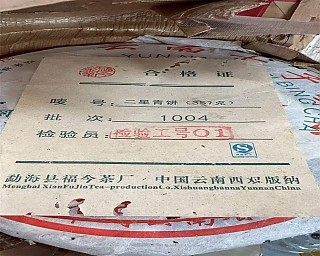 YUNN
合格证
唛 号：二星青饼（357克）
批 次：1004
检验员：检验工号01
勐海县福今茶厂·中国云南西双版纳
Menghai XianFuJinTea-productionCo.XishuangbannaYunnanChina